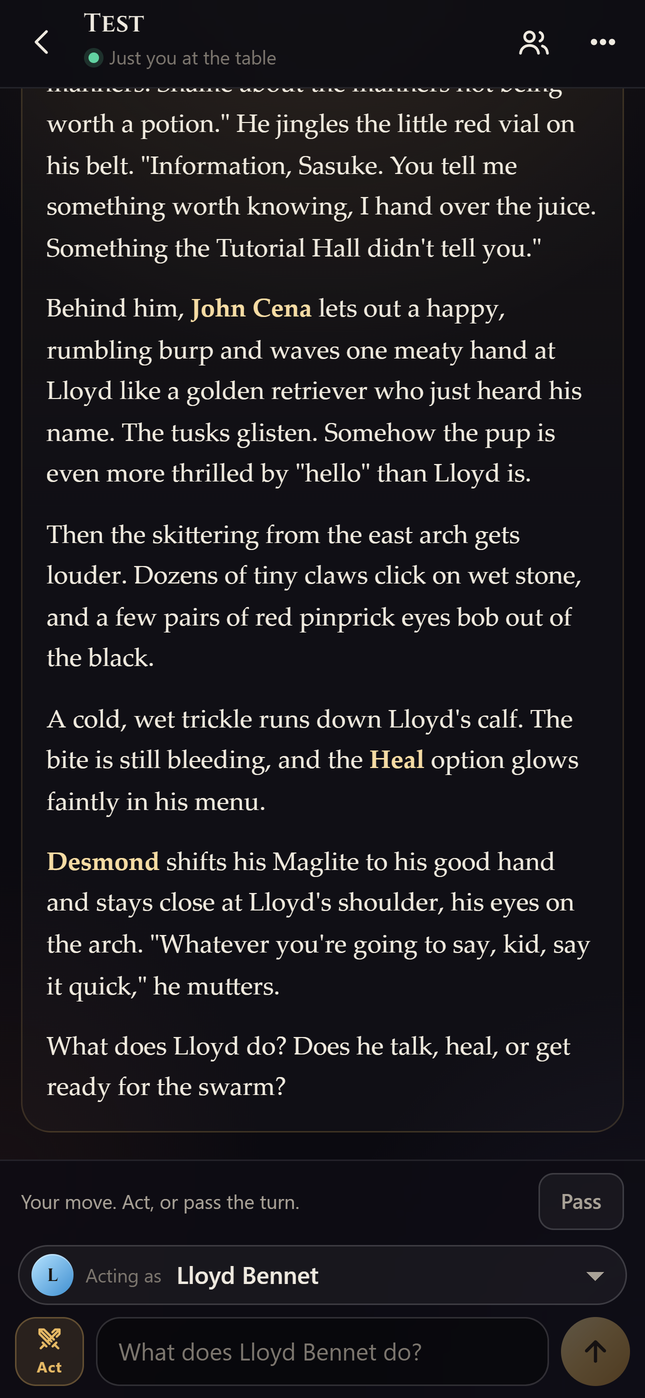 TEST
Just you at the table
manners. Shame about the manners not being
worth a potion." He jingles the little red vial on
his belt. "Information, Sasuke. You tell me
something worth knowing, I hand over the juice.
Something the Tutorial Hall didn't tell you."
Behind him, John Cena lets out a happy,
rumbling burp and waves one meaty hand at
Lloyd like a golden retriever who just heard his
name. The tusks glisten. Somehow the pup is
even more thrilled by "hello" than Lloyd is.
Then the skittering from the east arch gets
louder. Dozens of tiny claws click on wet stone,
and a few pairs of red pinprick eyes bob out of
the black.
A cold, wet trickle runs down Lloyd's calf. The
bite is still bleeding, and the Heal option glows
faintly in his menu.
Desmond shifts his Maglite to his good hand
and stays close at Lloyd's shoulder, his eyes on
the arch. "Whatever you're going to say, kid, say
it quick," he mutters.
What does Lloyd do? Does he talk, heal, or get
ready for the swarm?
Your move. Act, or pass the turn.
Pass
L
Acting as Lloyd Bennet
Act
What does Lloyd Bennet do?